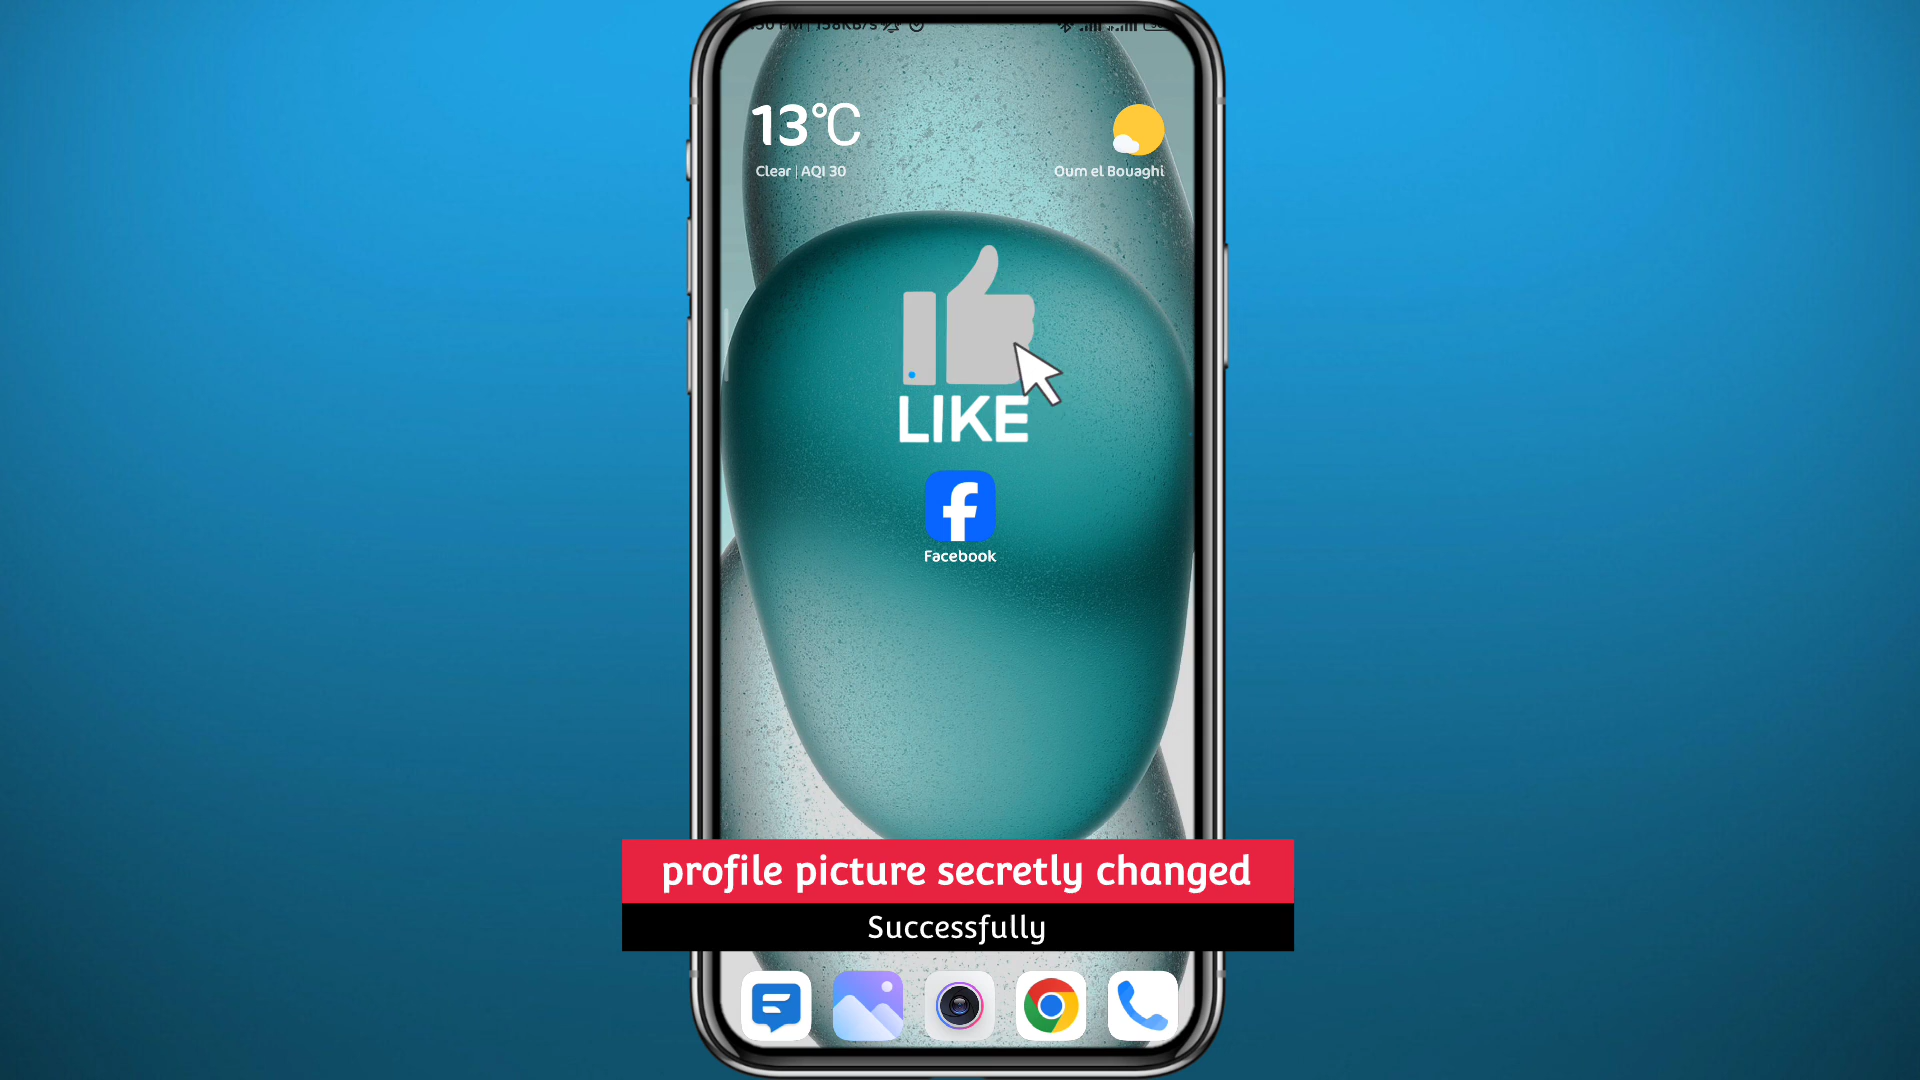 13°C
Clear | AQI 30
Oum el Bouaghi
LIKE
Facebook
profile picture secretly changed
Successfully